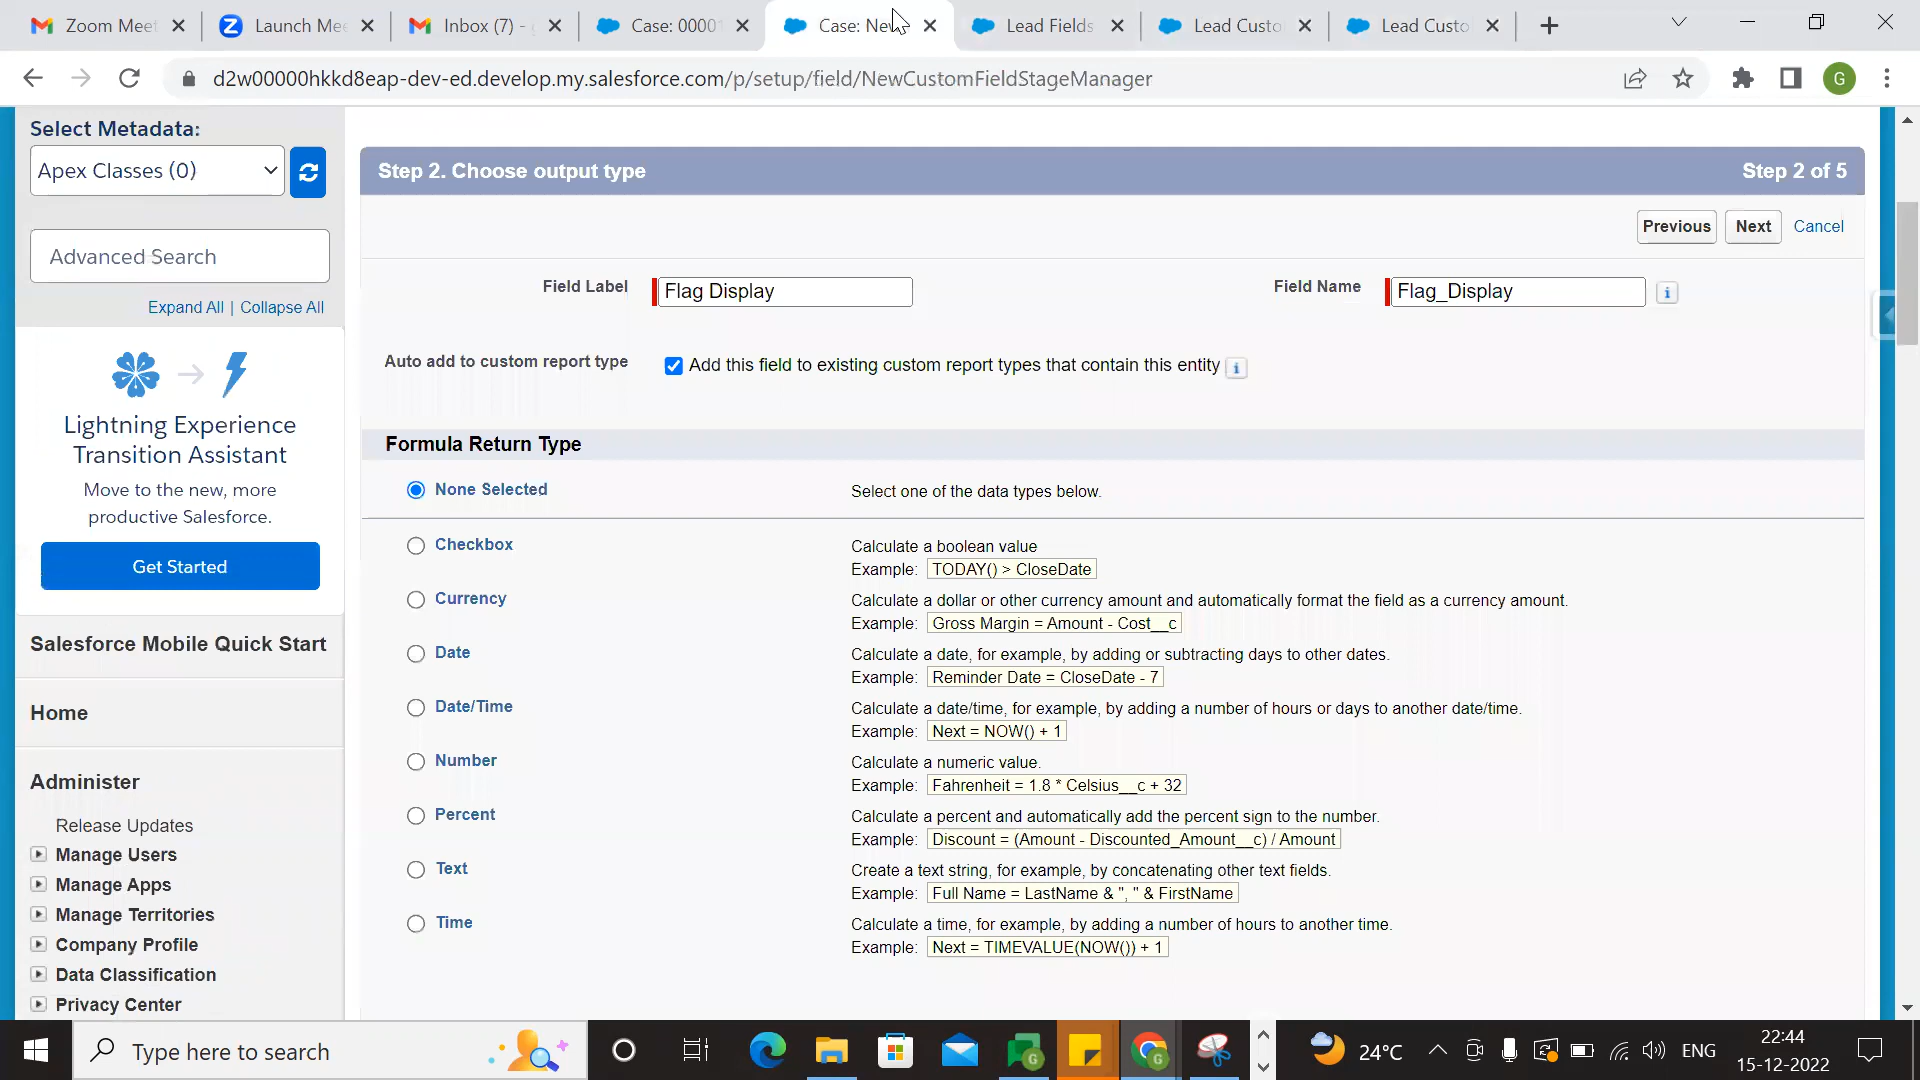 Zoom Meet
Launch Mee
Inbox (7) - g
Case: 00001
Case: New
Lead Fields
Lead Custo
Lead Custo
d2w00000hkkd8eap-dev-ed.develop.my.salesforce.com/p/setup/field/NewCustomFieldStageManager
G
Select Metadata:
Apex Classes (0)
Advanced Search
Expand All | Collapse All
Lightning Experience
Transition Assistant
Move to the new, more
productive Salesforce.
Get Started
Salesforce Mobile Quick Start
Home
Administer
Release Updates
Manage Users
Manage Apps
Manage Territories
Company Profile
Data Classification
Privacy Center
Step 2. Choose output type
Step 2 of 5
Previous
Next
Cancel
Field Label
Flag Display
Field Name
Flag_Display
i
Auto add to custom report type
Add this field to existing custom report types that contain this entity
i
Formula Return Type
None Selected
Select one of the data types below.
Checkbox
Calculate a boolean value
Example: TODAY() > CloseDate
Currency
Calculate a dollar or other currency amount and automatically format the field as a currency amount.
Example: Gross Margin = Amount - Cost__c
Date
Calculate a date, for example, by adding or subtracting days to other dates.
Example: Reminder Date = CloseDate - 7
Date/Time
Calculate a date/time, for example, by adding a number of hours or days to another date/time.
Example: Next = NOW() + 1
Number
Calculate a numeric value.
Example: Fahrenheit = 1.8 * Celsius__c + 32
Percent
Calculate a percent and automatically add the percent sign to the number.
Example: Discount = (Amount - Discounted_Amount__c) / Amount
Text
Create a text string, for example, by concatenating other text fields.
Example: Full Name = LastName & ", " & FirstName
Time
Calculate a time, for example, by adding a number of hours to another time.
Example: Next = TIMEVALUE(NOW()) + 1
Type here to search
G
G
24°C
ENG
22:44
15-12-2022